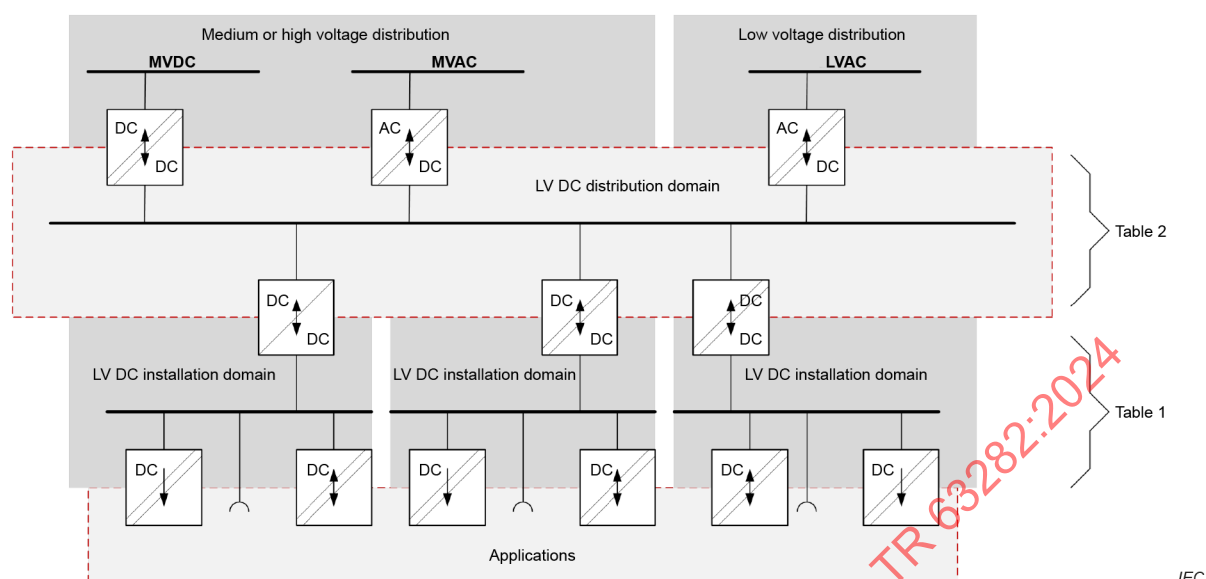 Medium or high voltage distribution
Low voltage distribution
MVDC
MVAC
LVAC
DC
DC
AC
DC
AC
DC
LV DC distribution domain
Table 2
DC
DC
DC
DC
DC
DC
LV DC installation domain
LV DC installation domain
LV DC installation domain
Table 1
DC
DC
DC
DC
DC
DC
Applications
TR 63282:2024
IEC